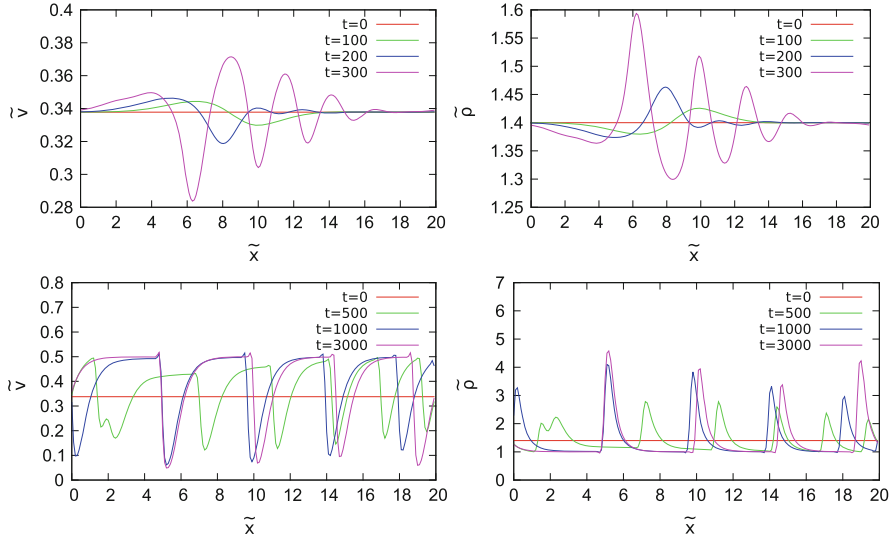 0.4
0.38
0.36
0.34
0.32
0.3
0.28
ṽ
0 2 4 6 8 10 12 14 16 18 20
x̃
t=0
t=100
t=200
t=300
1.6
1.55
1.5
1.45
1.4
1.35
1.3
1.25
ρ̃
0 2 4 6 8 10 12 14 16 18 20
x̃
t=0
t=100
t=200
t=300
0.8
0.7
0.6
0.5
0.4
0.3
0.2
0.1
0
ṽ
0 2 4 6 8 10 12 14 16 18 20
x̃
t=0
t=500
t=1000
t=3000
7
6
5
4
3
2
1
0
ρ̃
0 2 4 6 8 10 12 14 16 18 20
x̃
t=0
t=500
t=1000
t=3000